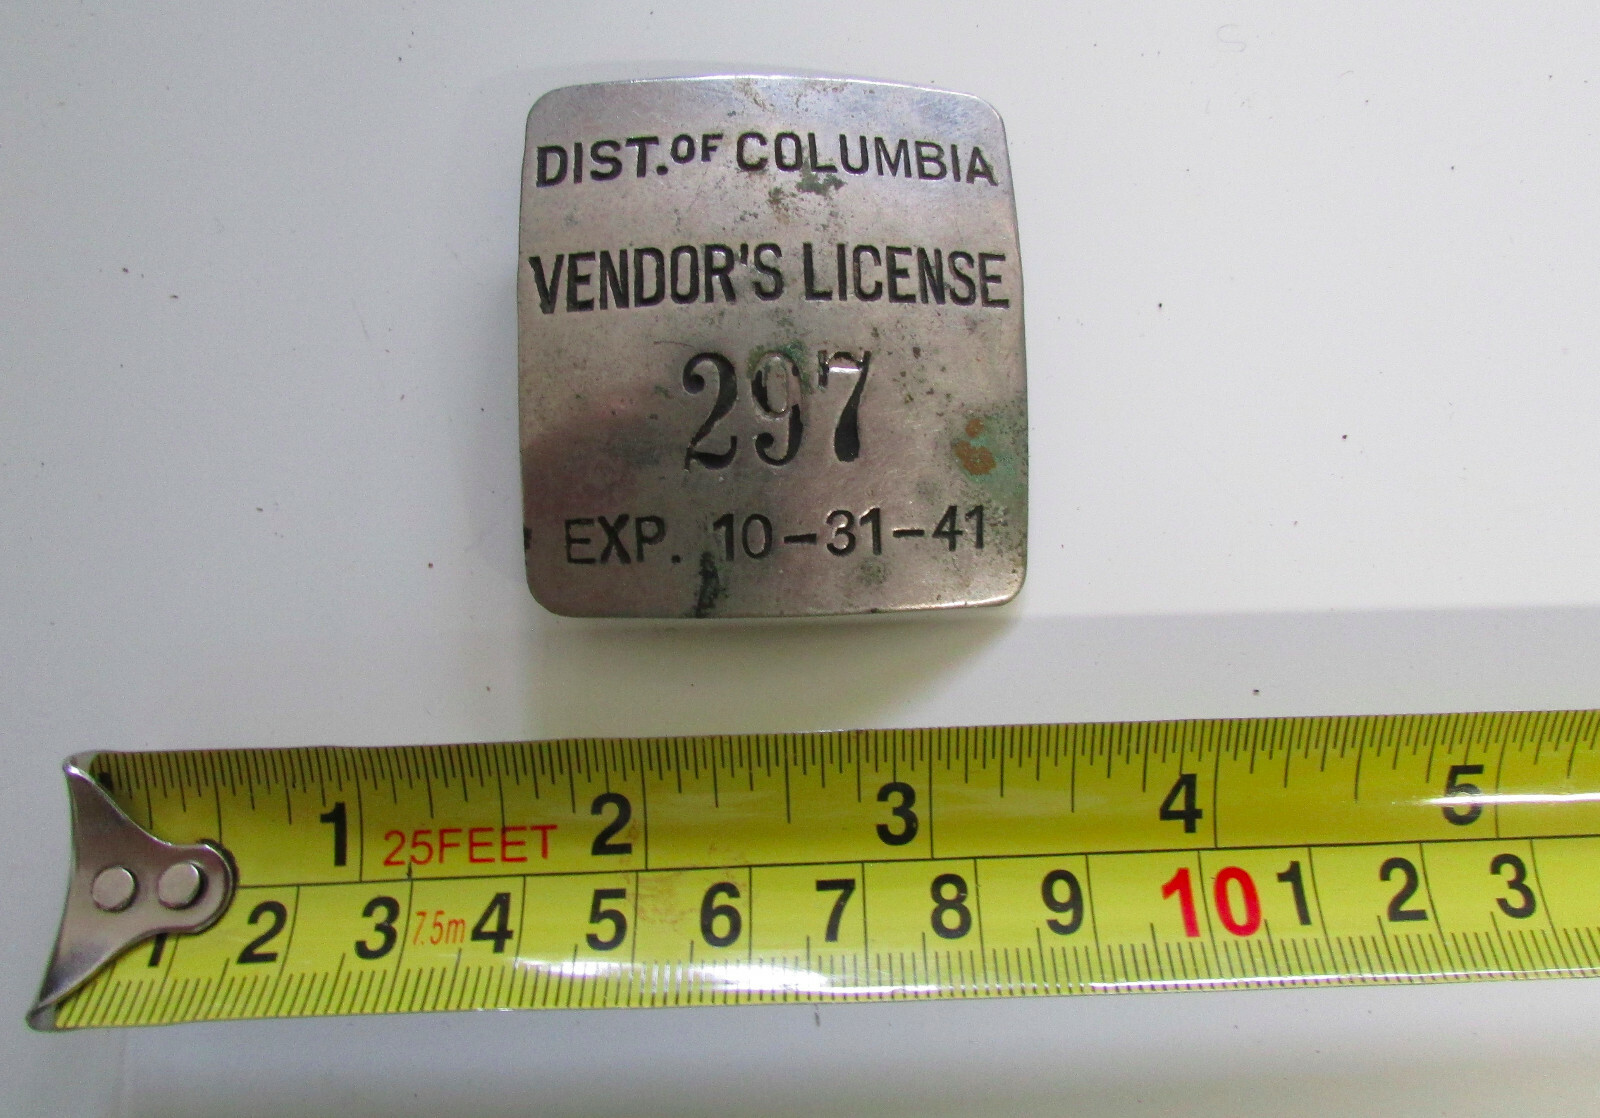 DIST. OF COLUMBIA
VENDOR'S LICENSE
297
EXP. 10-31-41
1 25FEET 2 3 4 5
1 2 3 7.5m 4 5 6 7 8 9 10 1 2 3